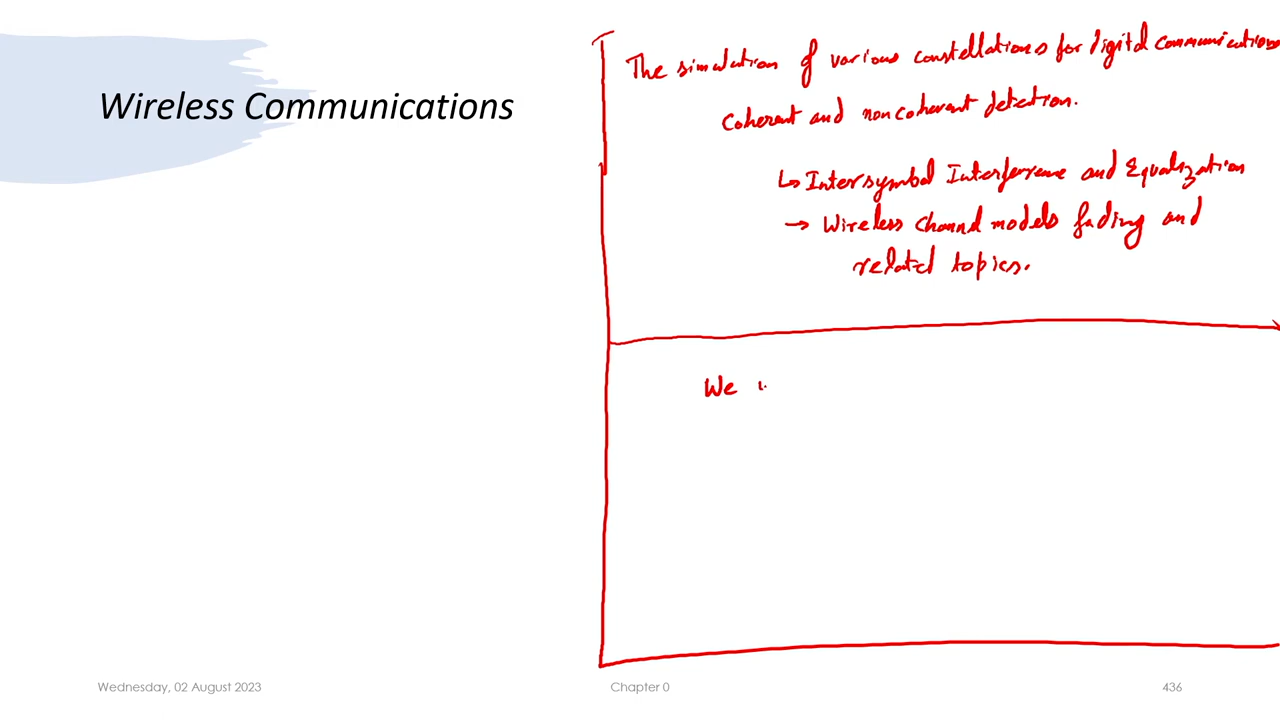 Wireless Communications
The simulation of various constellations for digital communications
coherent and noncoherent detection.
↳ Intersymbol Interference and Equalization
→ Wireless channel models fading and
related topics.
We
Wednesday, 02 August 2023
Chapter 0
436